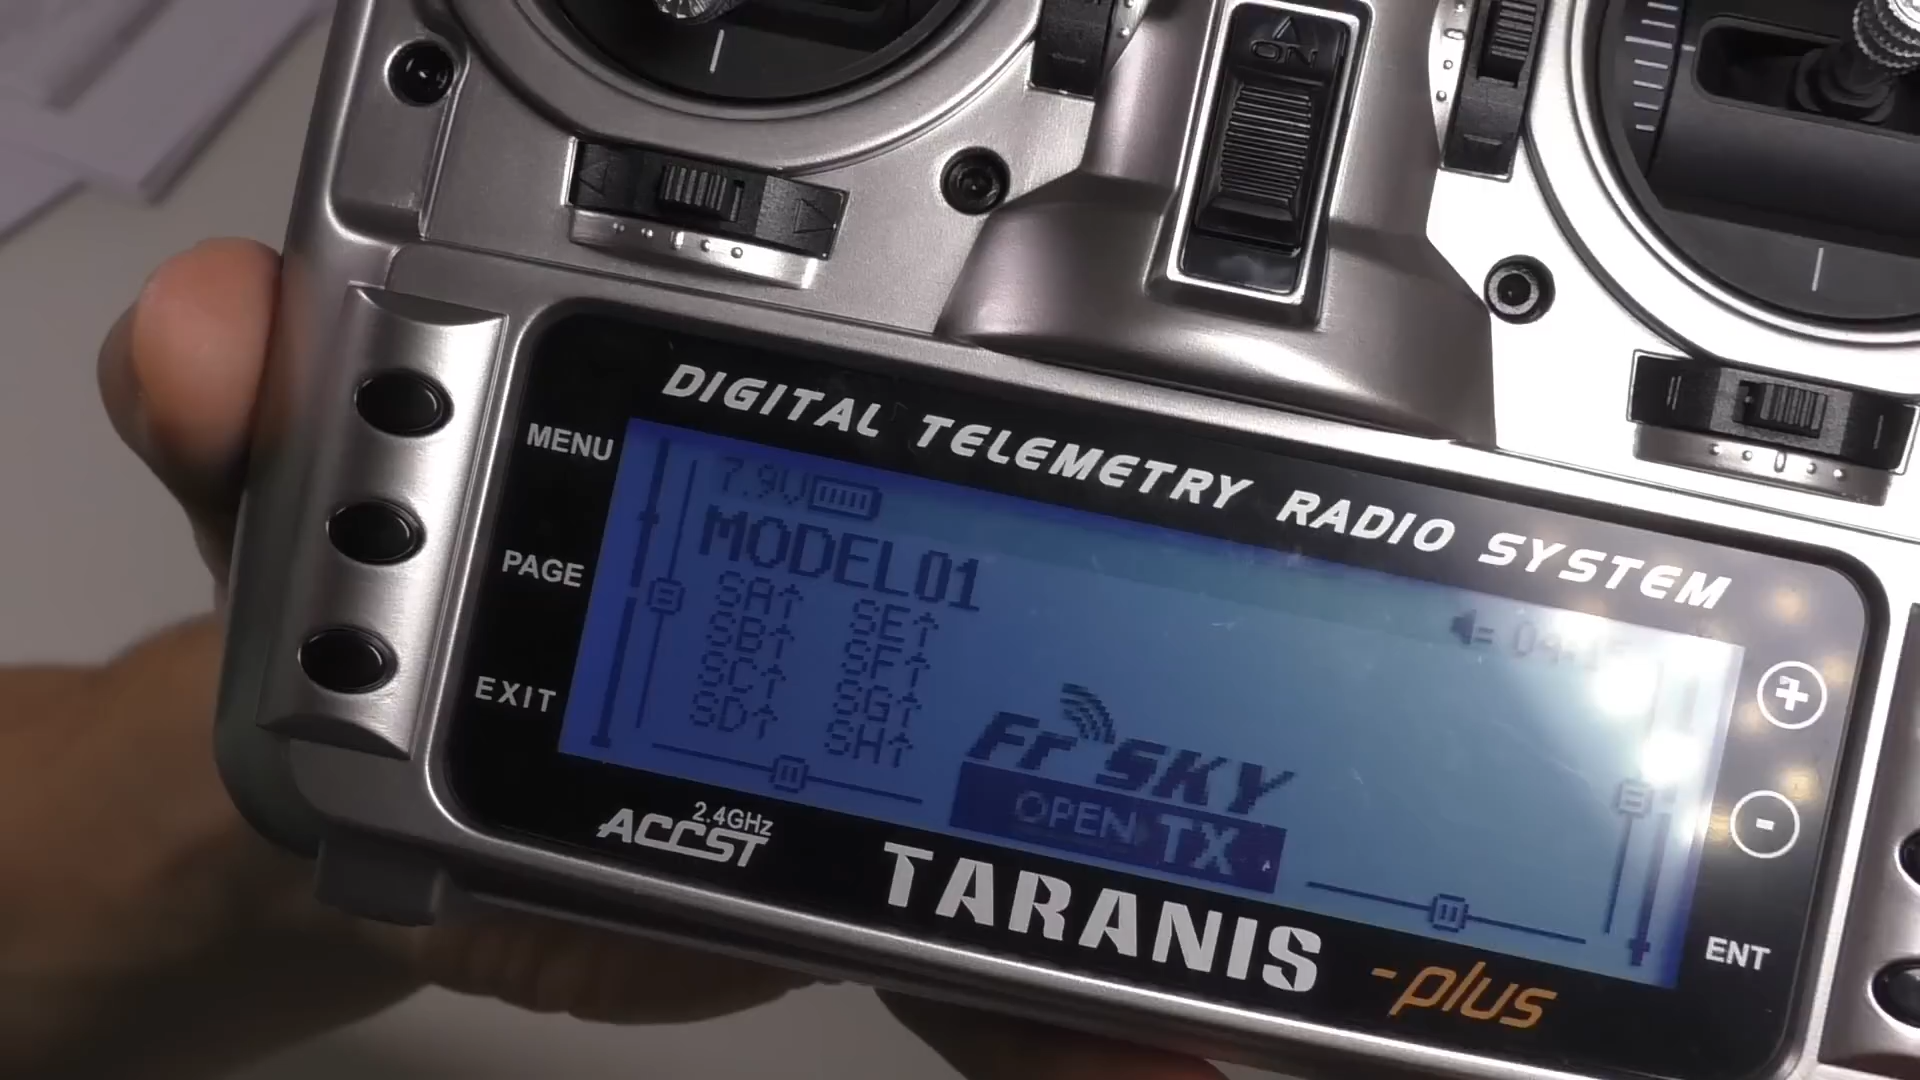 ON
DIGITAL TELEMETRY RADIO SYSTEM
MENU
PAGE
EXIT
7.9V
MODEL01
SA↑ SE↑
SB↑ SF↑
SC↑ SG↑
SD↑ SH↑
FrSKY
OPEN TX
+
-
ENT
ACCST 2.4GHz
TARANIS
-plus